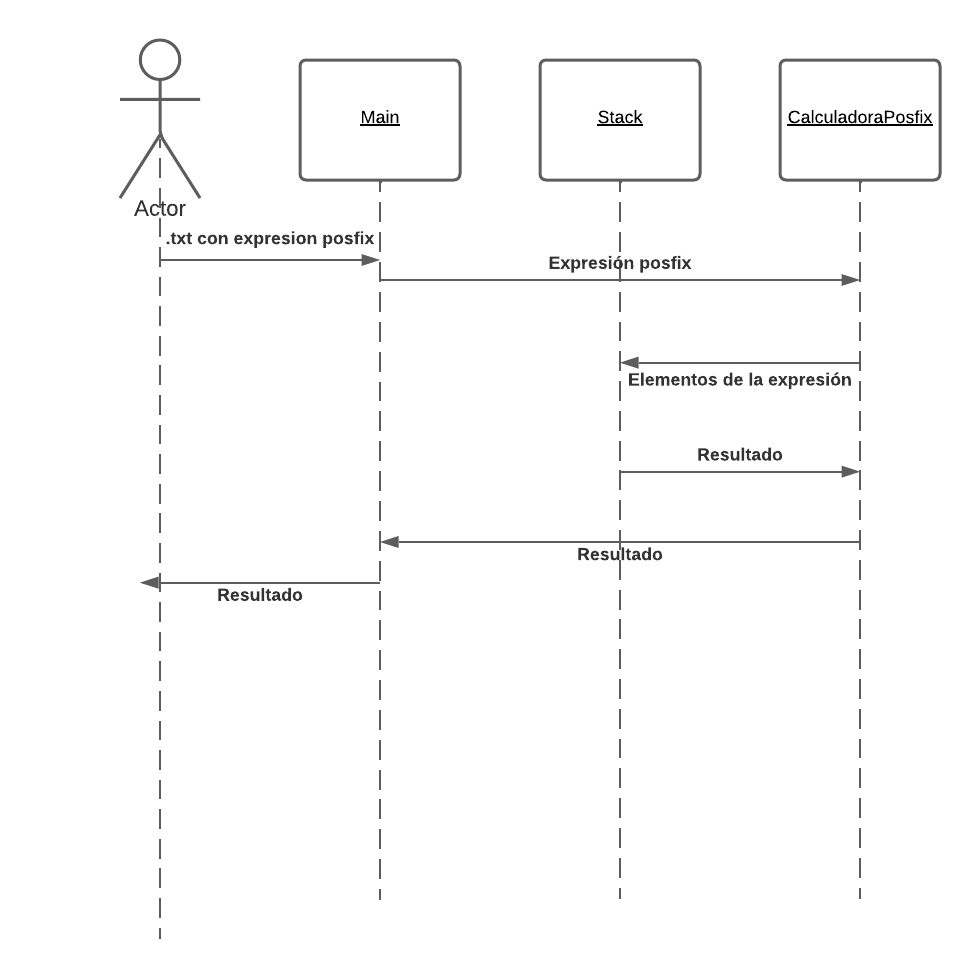 Main
Stack
CalculadoraPosfix
Actor
.txt con expresion posfix
Expresión posfix
Elementos de la expresión
Resultado
Resultado
Resultado